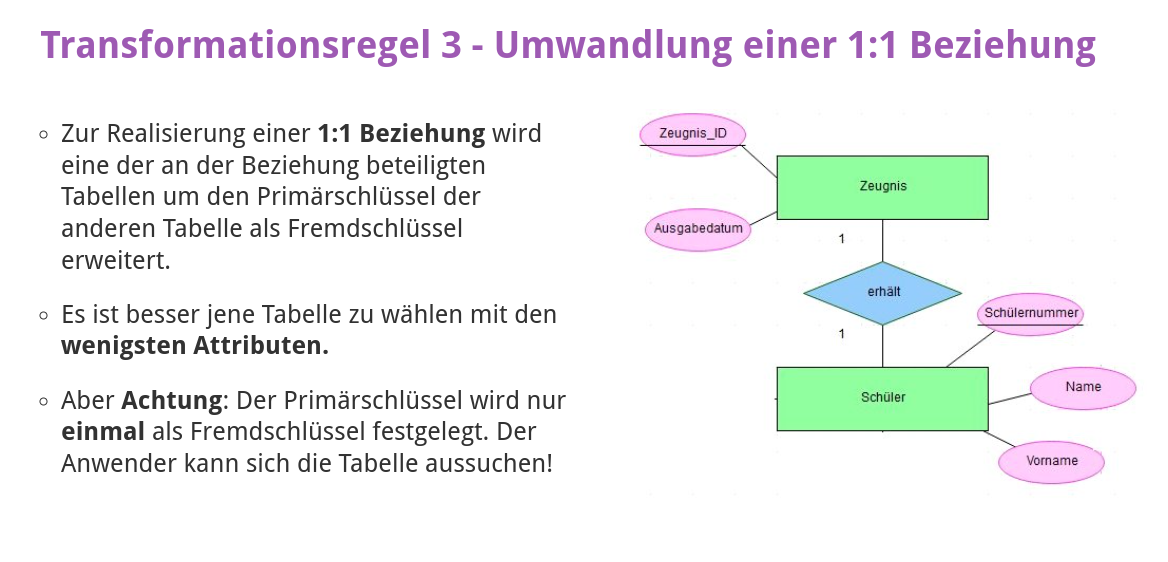 Transformationsregel 3 - Umwandlung einer 1:1 Beziehung
Zur Realisierung einer 1:1 Beziehung wird
eine der an der Beziehung beteiligten
Tabellen um den Primärschlüssel der
anderen Tabelle als Fremdschlüssel
erweitert.
Es ist besser jene Tabelle zu wählen mit den
wenigsten Attributen.
Aber Achtung: Der Primärschlüssel wird nur
einmal als Fremdschlüssel festgelegt. Der
Anwender kann sich die Tabelle aussuchen!
Zeugnis_ID
Zeugnis
Ausgabedatum
1
erhält
Schülernummer
1
Name
Schüler
Vorname